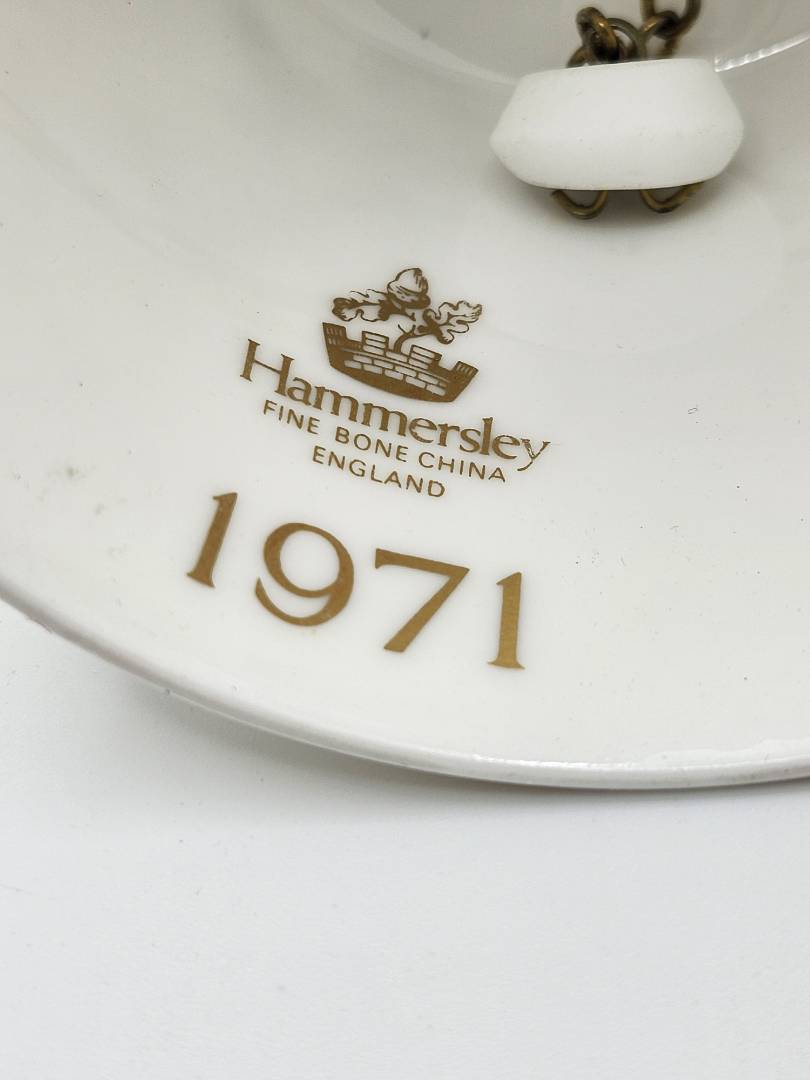 Hammersley
FINE BONE CHINA
ENGLAND
1971